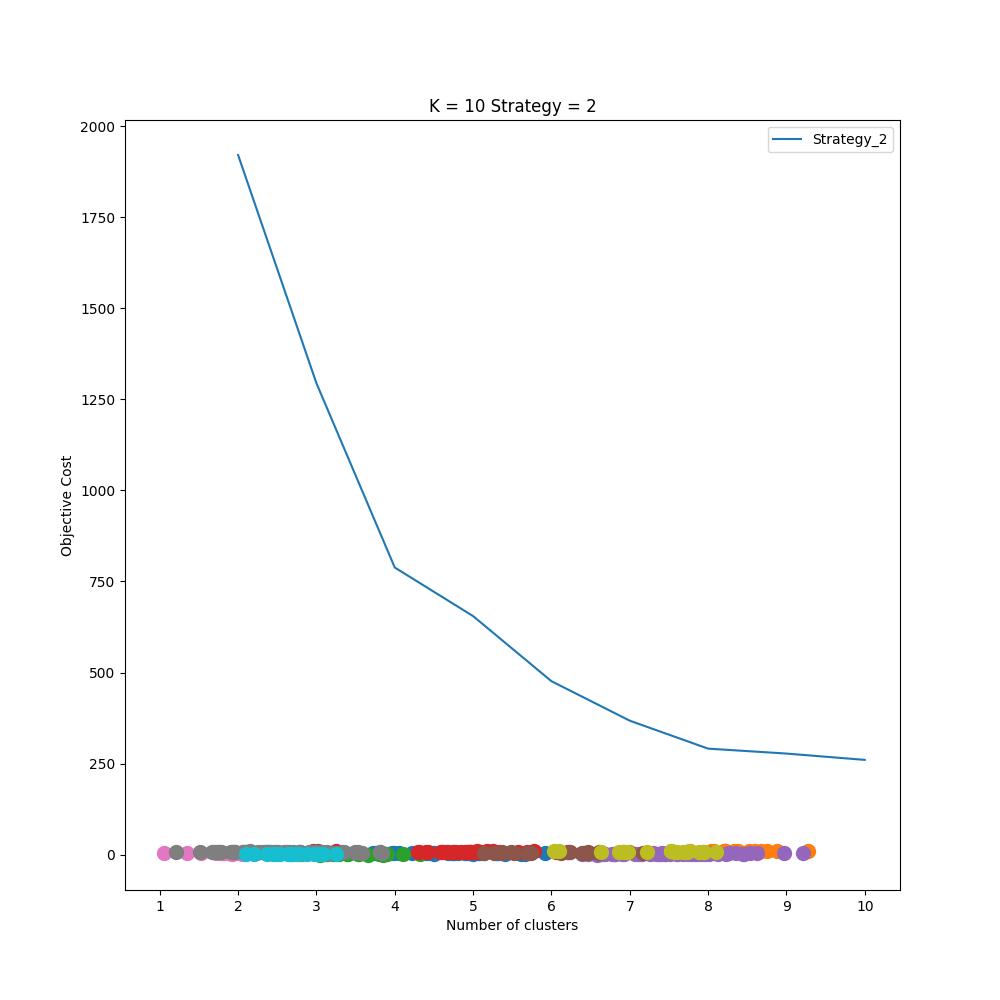 K = 10 Strategy = 2
Strategy_2
2000
1750
1500
1250
1000
750
500
250
0
Objective Cost
1 2 3 4 5 6 7 8 9 10
Number of clusters